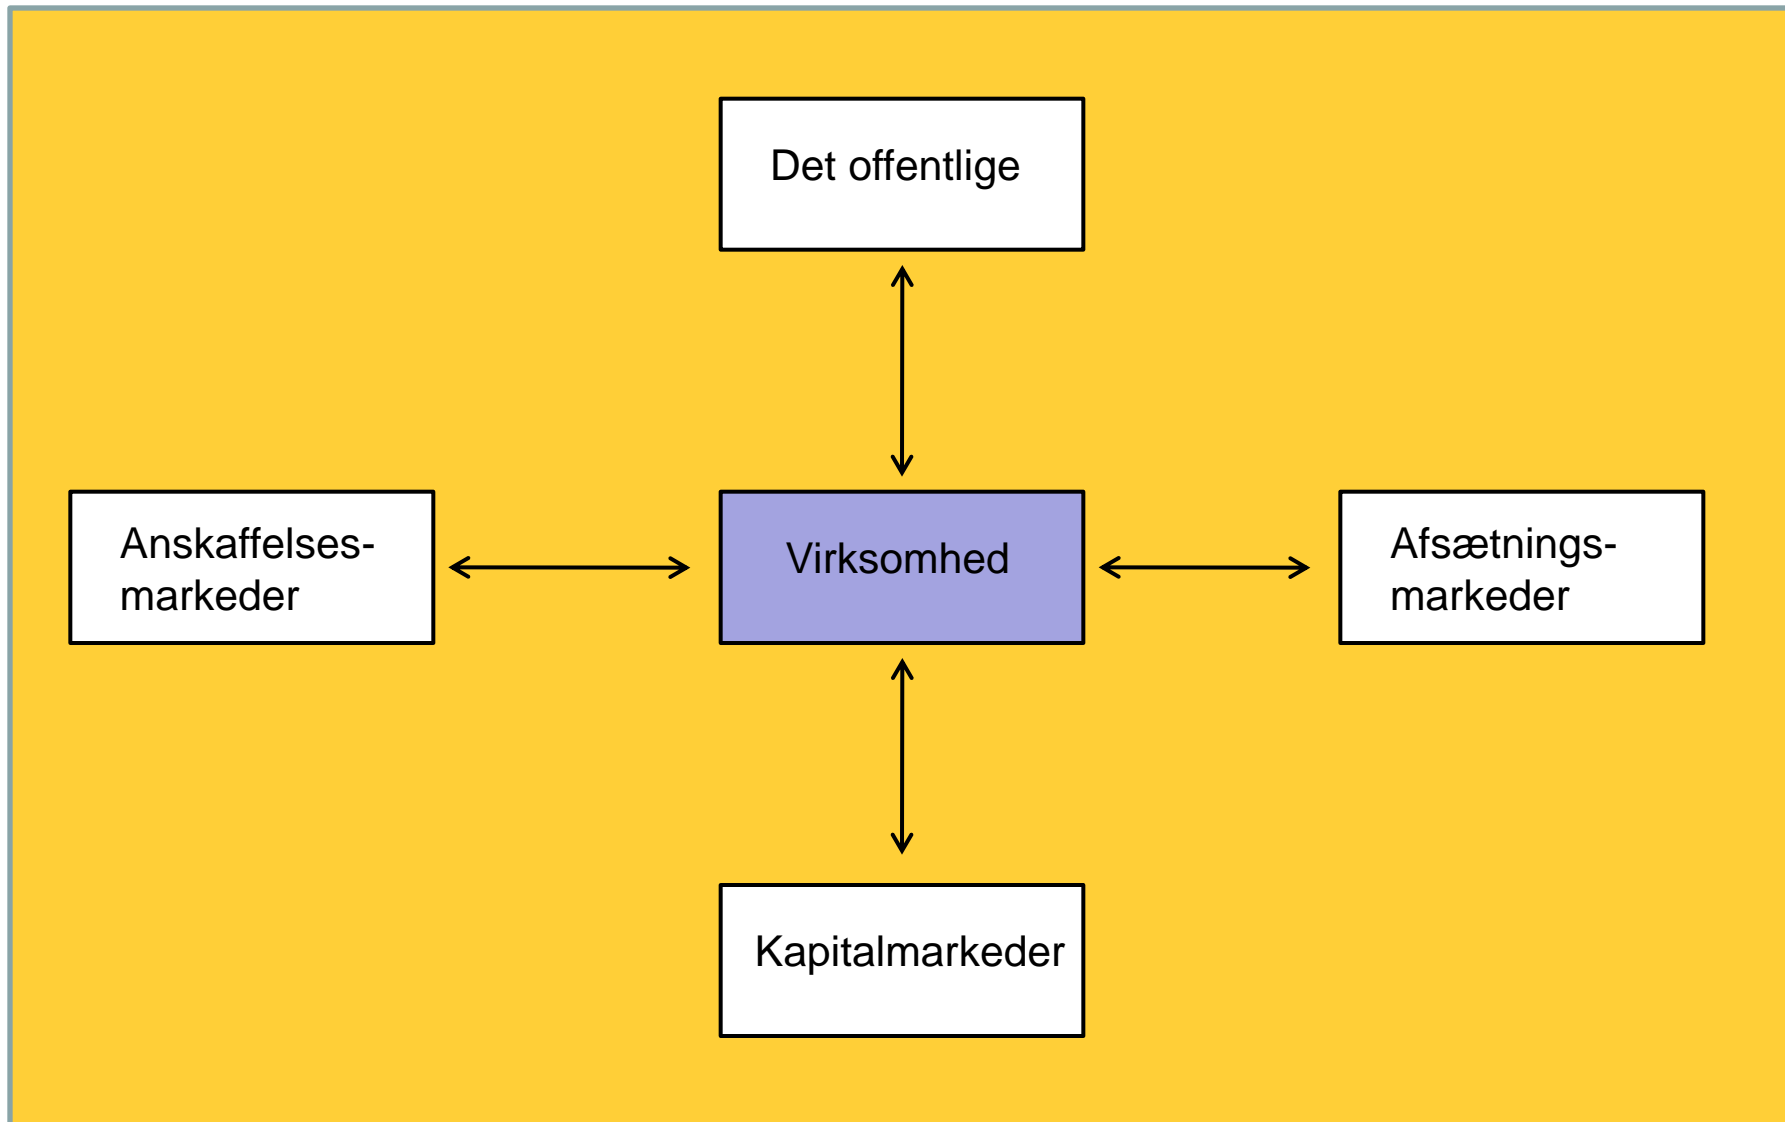 Det offentlige
Anskaffelses-
markeder
Virksomhed
Afsætnings-
markeder
Kapitalmarkeder